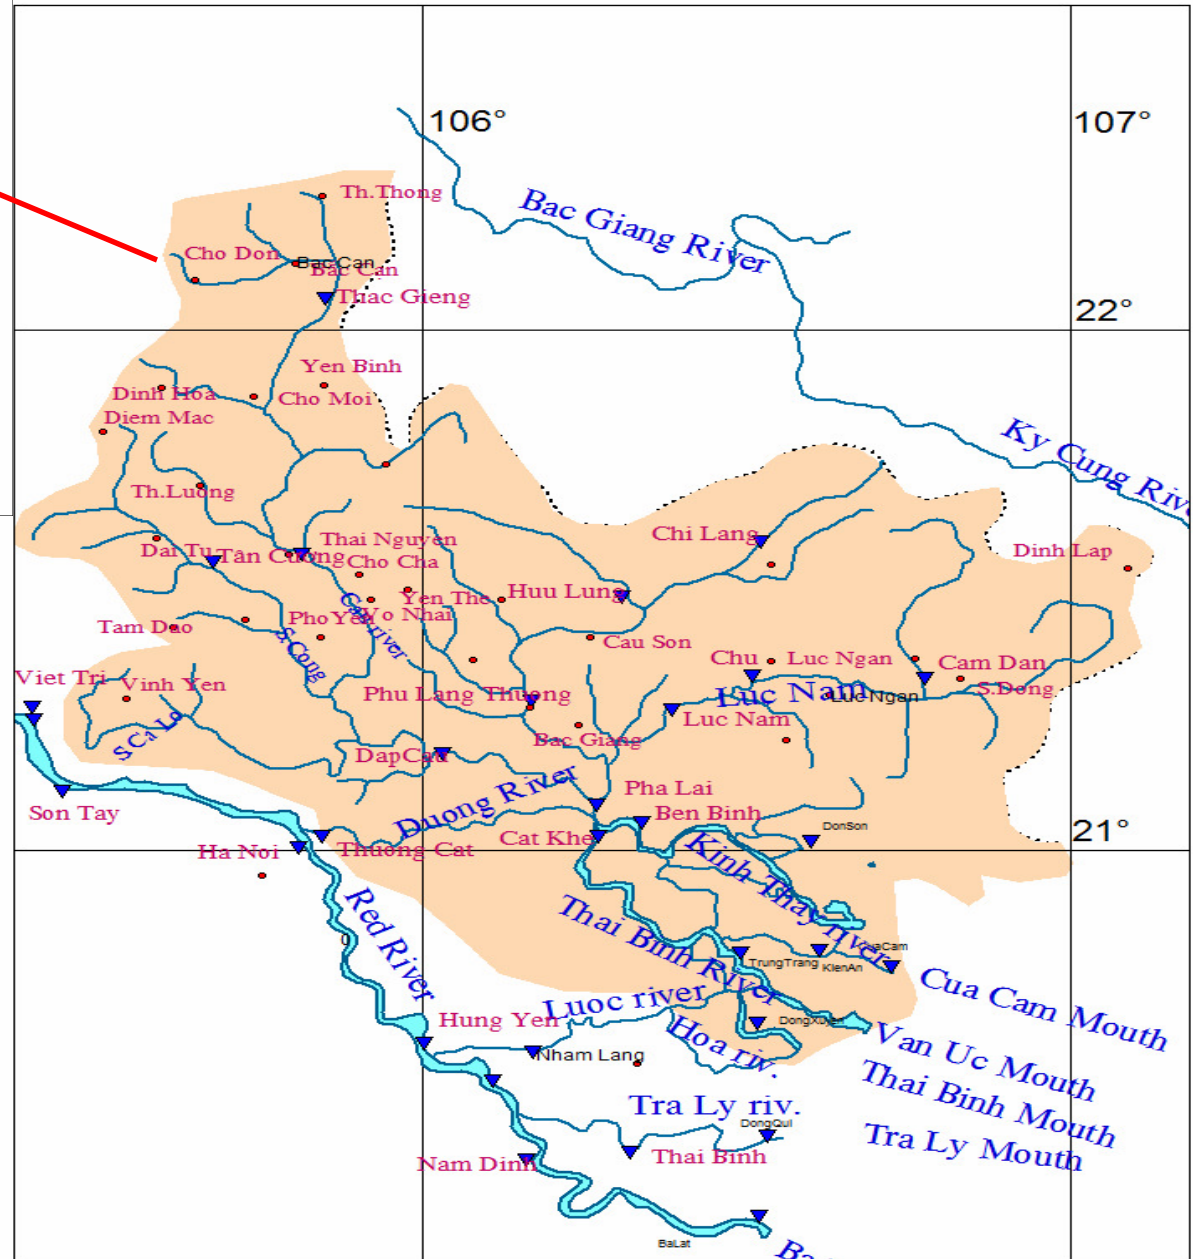 106°
107°
Th.Thong
Bac Giang River
Cho Don
Bac Can
Bac Can
Thac Gieng
22°
Yen Binh
Dinh Hoa
Cho Moi
Diem Mac
Ky Cung Rive
Th.Luong
Chi Lang
Thai Nguyen
Dai Tu
Tân Cuong
Cho Cha
Dinh Lap
Huu Lung
Yen The
Vo Nhai
Pho Yen
Cau river
Tam Dao
S.Cong
Cau Son
Chu
Luc Ngan
Cam Dan
Viet Tri
Vinh Yen
S.Dong
Phu Lang Thuong
Luc Nam
Luc Ngan
Luc Nam
S.Ca Lo
Bac Giang
DapCau
Duong River
Pha Lai
Son Tay
Ben Binh
DonSon
21°
Ha Noi
Thuong Cat
Cat Khe
Kinh Thay river
Red River
0
Thai Binh River
CuaCam
TrungTrang
KienAn
Cua Cam Mouth
Luoc river
Hung Yen
DongXuyen
Hoa riv.
Van Uc Mouth
Nham Lang
Thai Binh Mouth
Tra Ly riv.
DongQui
Tra Ly Mouth
Nam Dinh
Thai Binh
BaLat
Ba